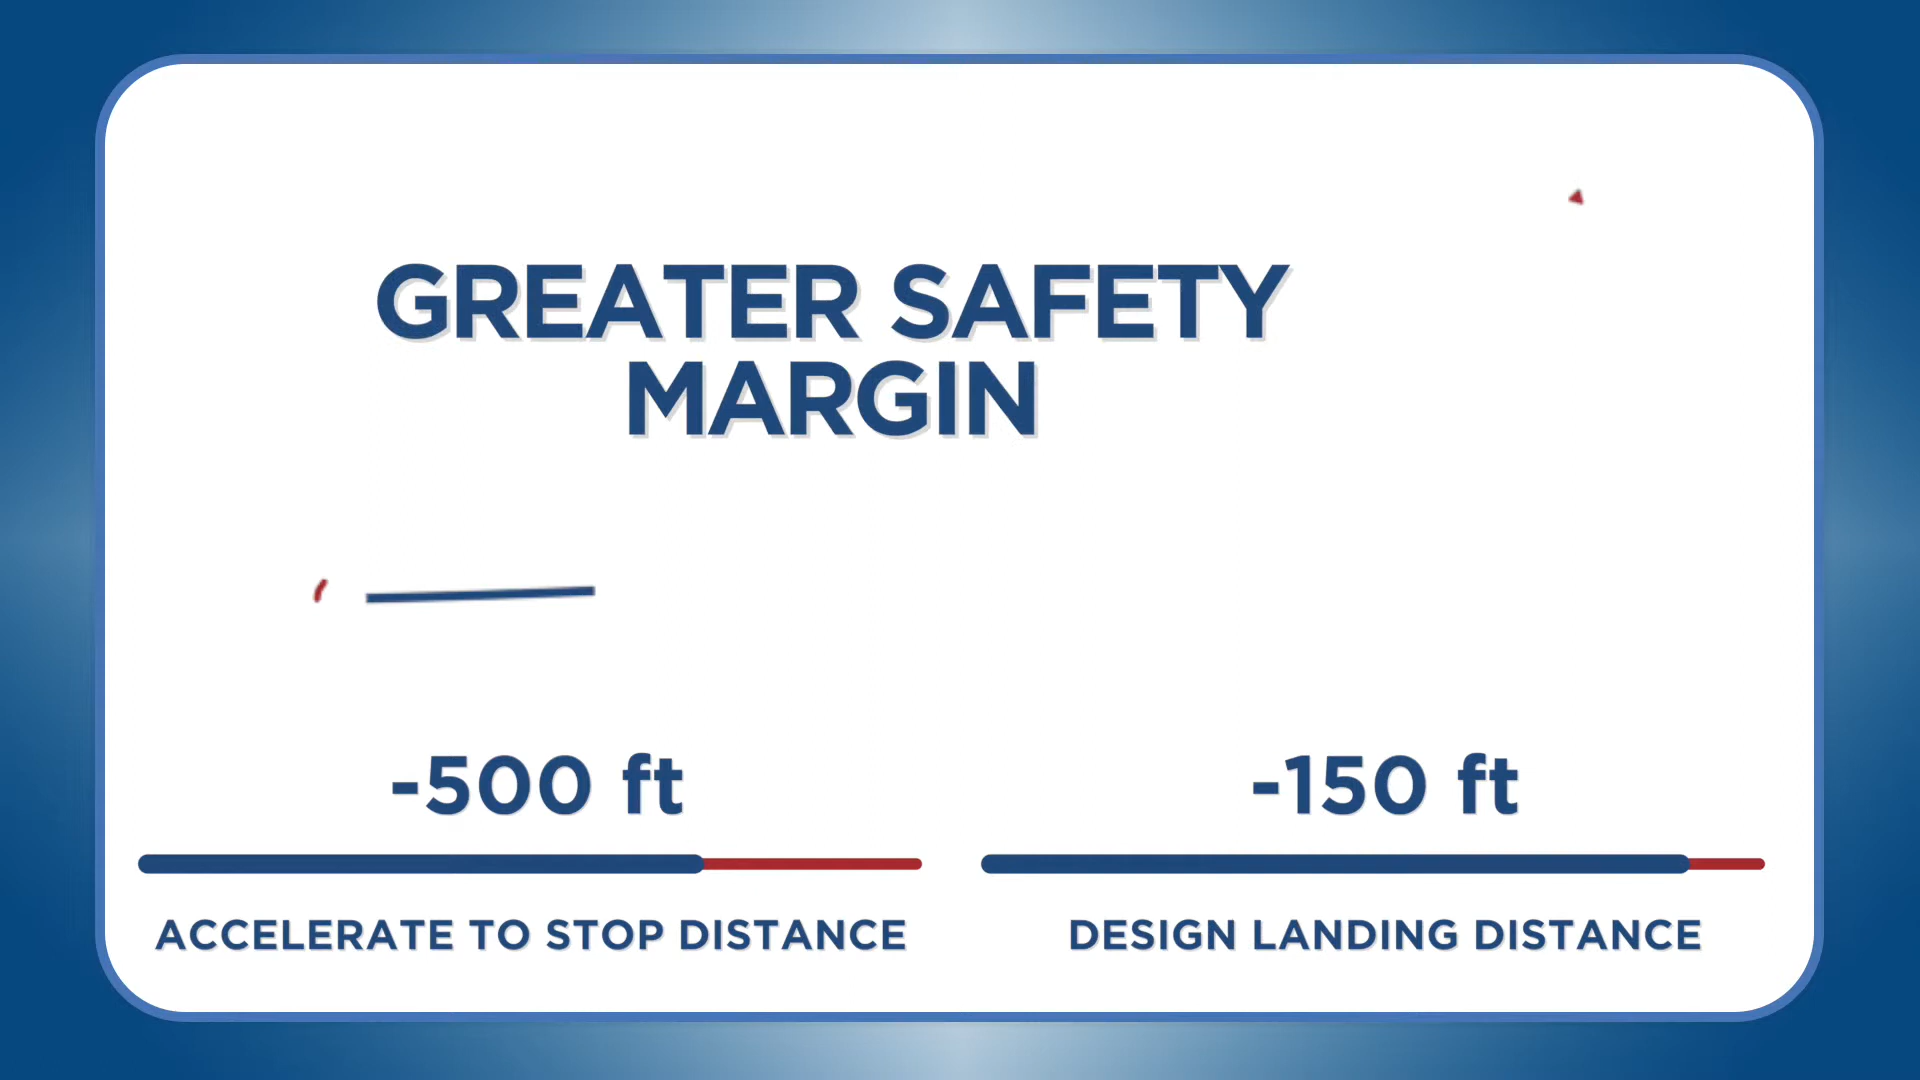 GREATER SAFETY
MARGIN
-500 ft
-150 ft
ACCELERATE TO STOP DISTANCE
DESIGN LANDING DISTANCE